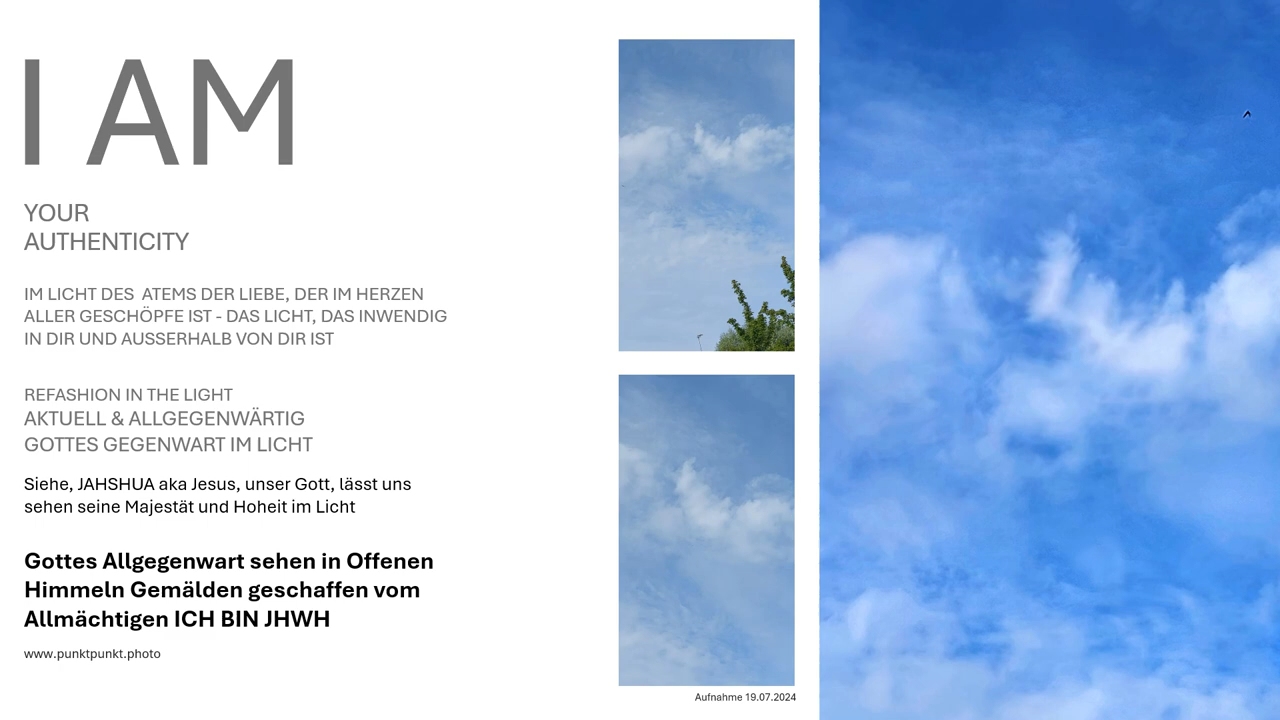 I AM
YOUR
AUTHENTICITY
IM LICHT DES  ATEMS DER LIEBE, DER IM HERZEN
ALLER GESCHÖPFE IST - DAS LICHT, DAS INWENDIG
IN DIR UND AUSSERHALB VON DIR IST
REFASHION IN THE LIGHT
AKTUELL & ALLGEGENWÄRTIG
GOTTES GEGENWART IM LICHT
Siehe, JAHSHUA aka Jesus, unser Gott, lässt uns
sehen seine Majestät und Hoheit im Licht
Gottes Allgegenwart sehen in Offenen
Himmeln Gemälden geschaffen vom
Allmächtigen ICH BIN JHWH
www.punktpunkt.photo
Aufnahme 19.07.2024